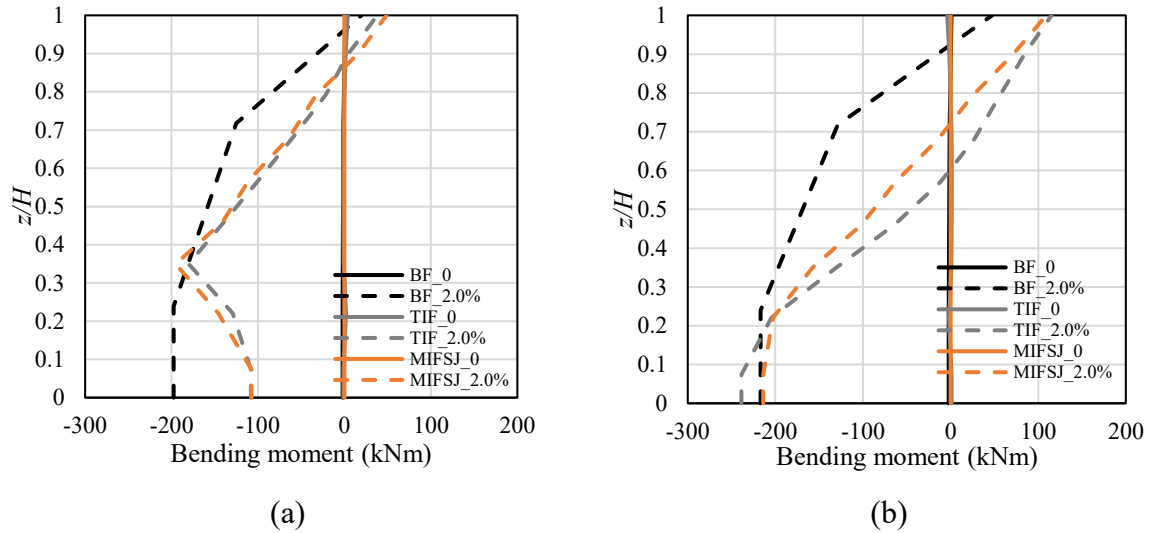 1
0.9
0.8
0.7
0.6
0.5
0.4
0.3
0.2
0.1
0
z/H
BF_0
BF_2.0%
TIF_0
TIF_2.0%
MIFSJ_0
MIFSJ_2.0%
-300 -200 -100 0 100 200
Bending moment (kNm)
(a)
1
0.9
0.8
0.7
0.6
0.5
0.4
0.3
0.2
0.1
0
z/H
BF_0
BF_2.0%
TIF_0
TIF_2.0%
MIFSJ_0
MIFSJ_2.0%
-300 -200 -100 0 100 200
Bending moment (kNm)
(b)